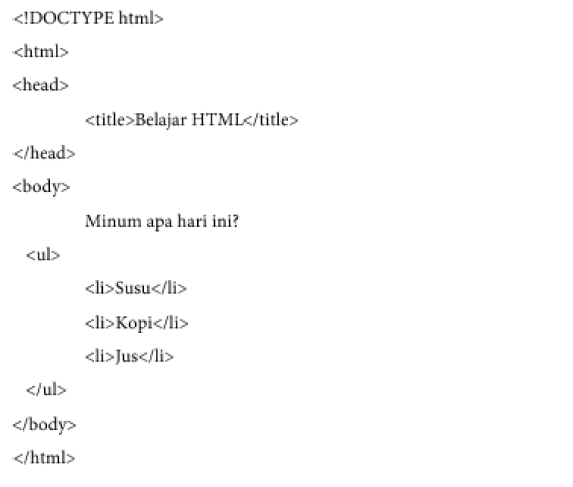 <!DOCTYPE html>
<html>
<head>
<title>Belajar HTML</title>
</head>
<body>
Minum apa hari ini?
<ul>
<li>Susu</li>
<li>Kopi</li>
<li>Jus</li>
</ul>
</body>
</html>